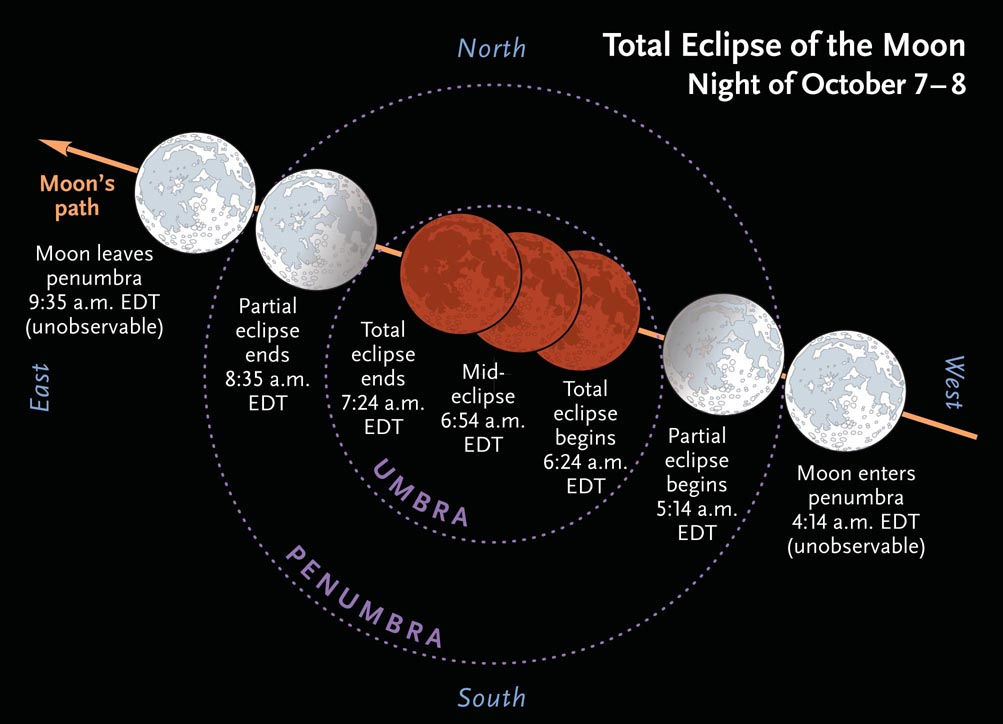 North
Total Eclipse of the Moon
Night of October 7–8
Moon's
path
Moon leaves
penumbra
9:35 a.m. EDT
(unobservable)
Partial
eclipse
ends
8:35 a.m.
EDT
Total
eclipse
ends
7:24 a.m.
EDT
Mid-
eclipse
6:54 a.m.
EDT
Total
eclipse
begins
6:24 a.m.
EDT
Partial
eclipse
begins
5:14 a.m.
EDT
Moon enters
penumbra
4:14 a.m. EDT
(unobservable)
East
West
UMBRA
PENUMBRA
South